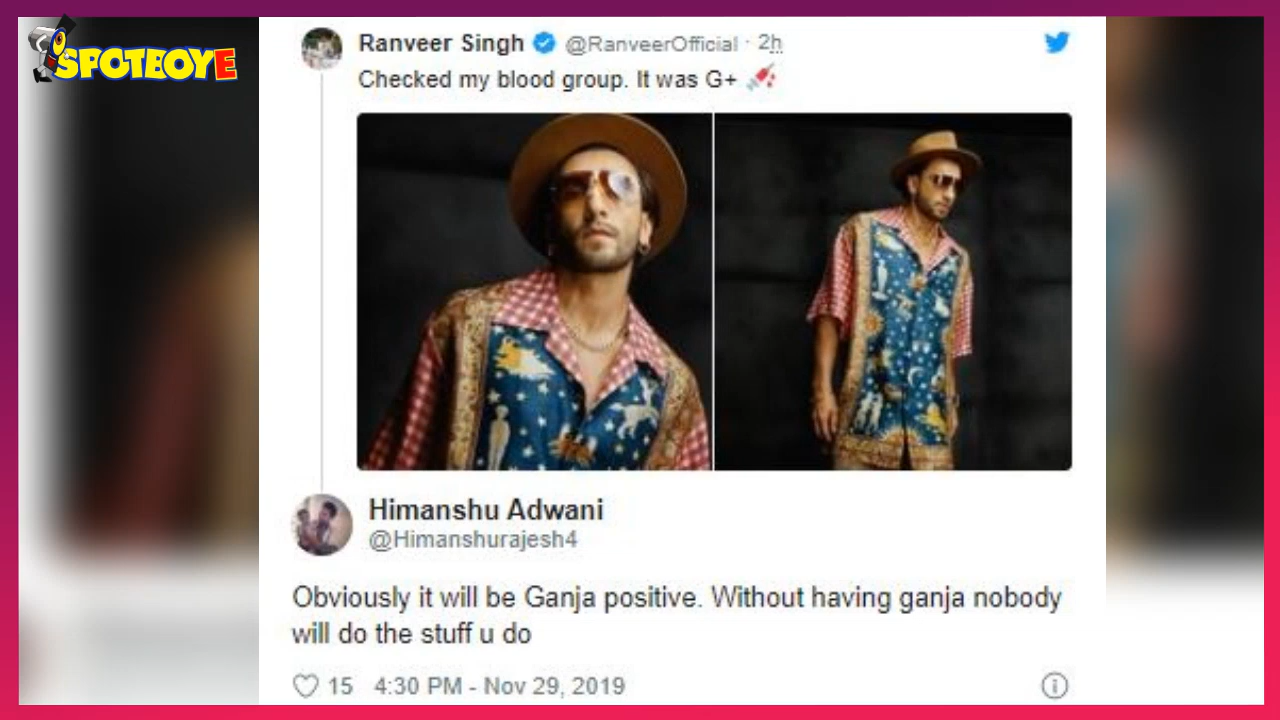 SPOTBOYE
Ranveer Singh @RanveerOfficial · 2h
Checked my blood group. It was G+
Himanshu Adwani
@Himanshurajesh4
Obviously it will be Ganja positive. Without having ganja nobody
will do the stuff u do
15 4:30 PM - Nov 29, 2019